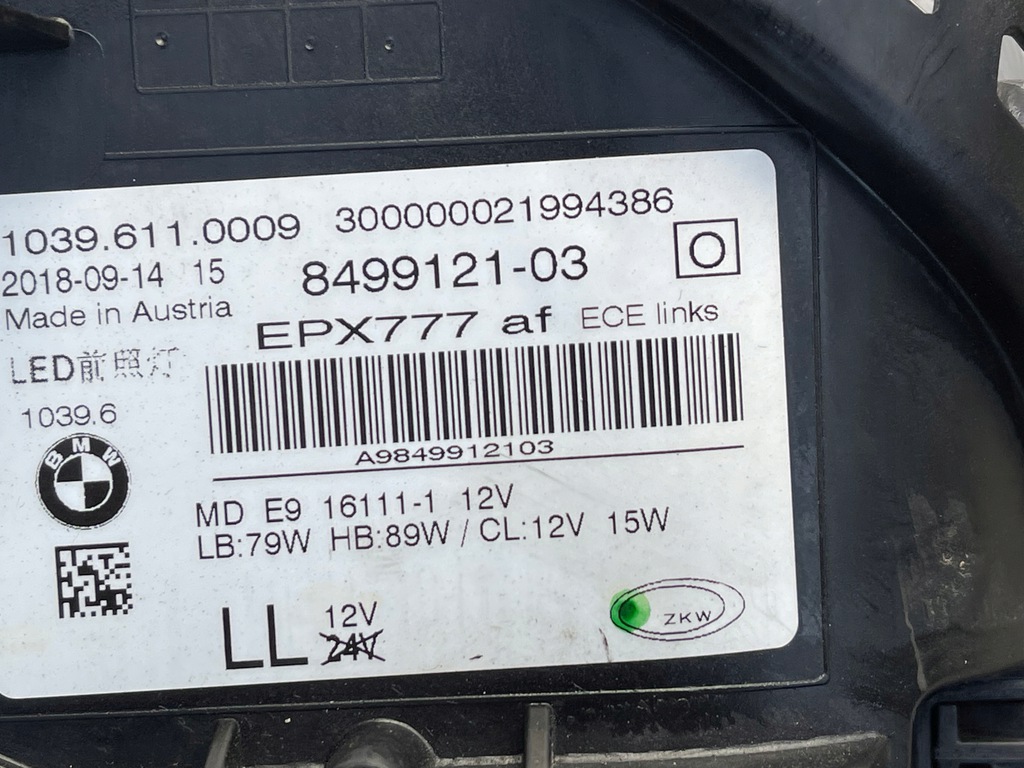 1039.611.0009 300000021994386
2018-09-14 15 8499121-03 O
Made in Austria
EPX777 af ECE links
LED前照灯
1039.6
BMW
A9849912103
MD E9 16111-1 12V
LB:79W HB:89W / CL:12V 15W
LL 12V
24V
ZKW